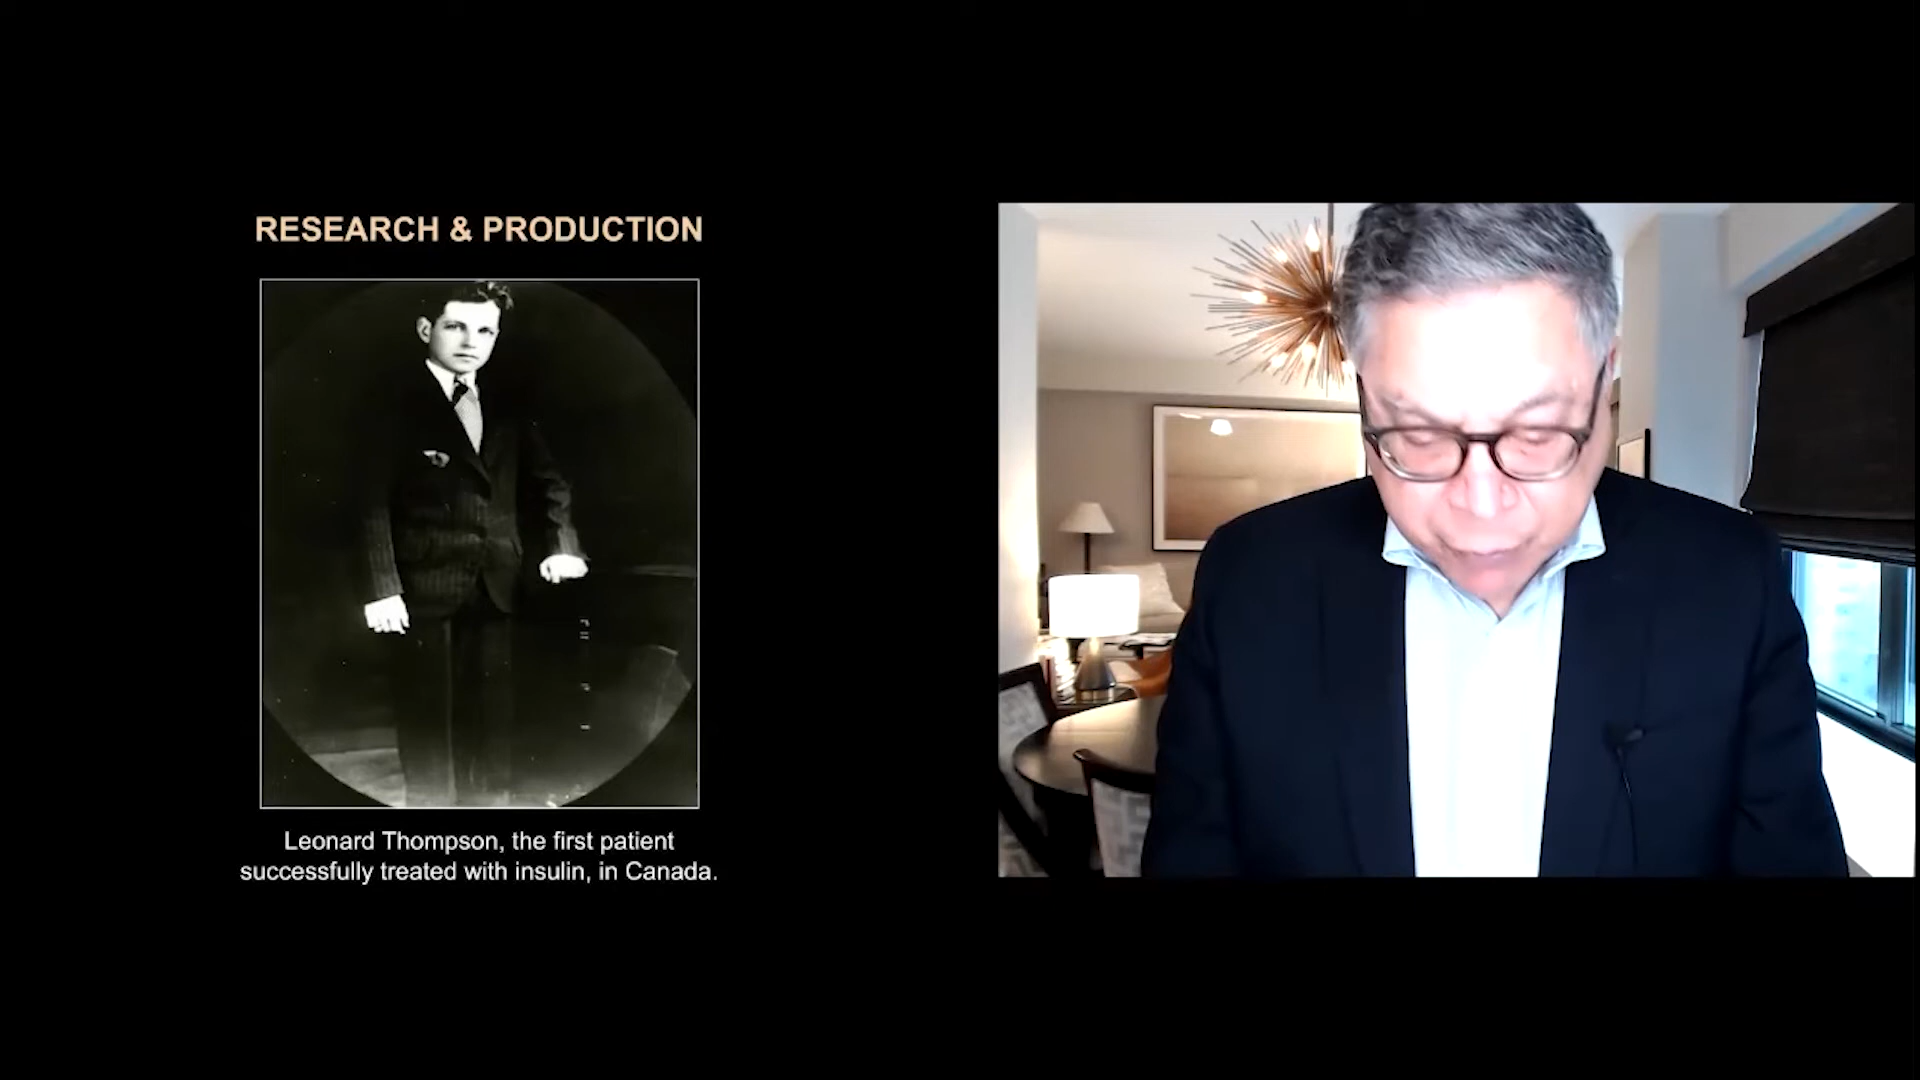 RESEARCH & PRODUCTION
Leonard Thompson, the first patient
successfully treated with insulin, in Canada.